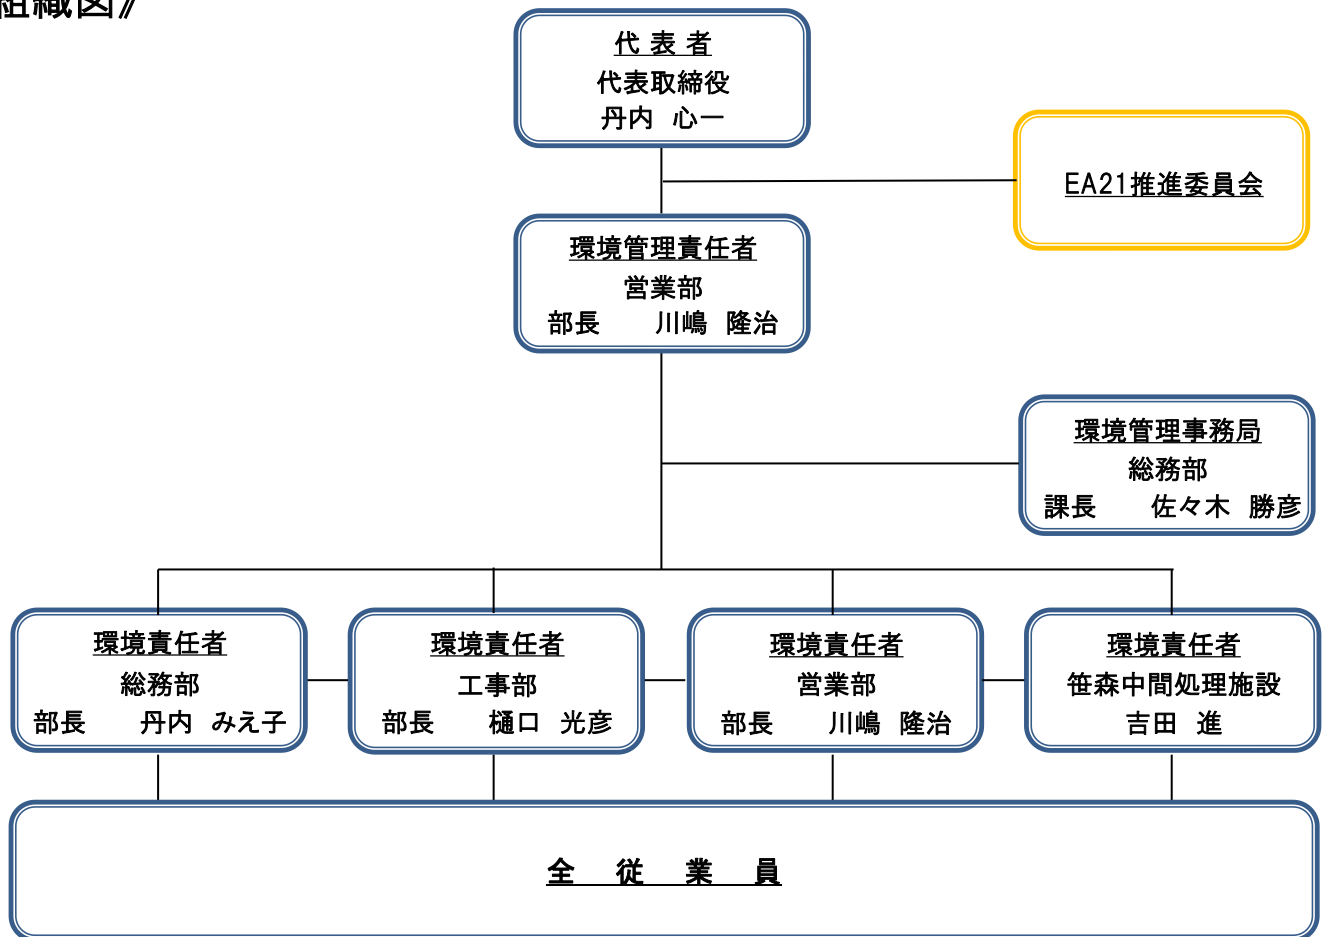 組織図》
代 表 者
代表取締役
丹内　心一
EA21推進委員会
環境管理責任者
営業部
部長　　川嶋　隆治
環境管理事務局
総務部
課長　　佐々木　勝彦
環境責任者
総務部
部長　　丹内　みえ子
環境責任者
工事部
部長　　樋口　光彦
環境責任者
営業部
部長　　川嶋　隆治
環境責任者
笹森中間処理施設
吉田　進
全　従　業　員